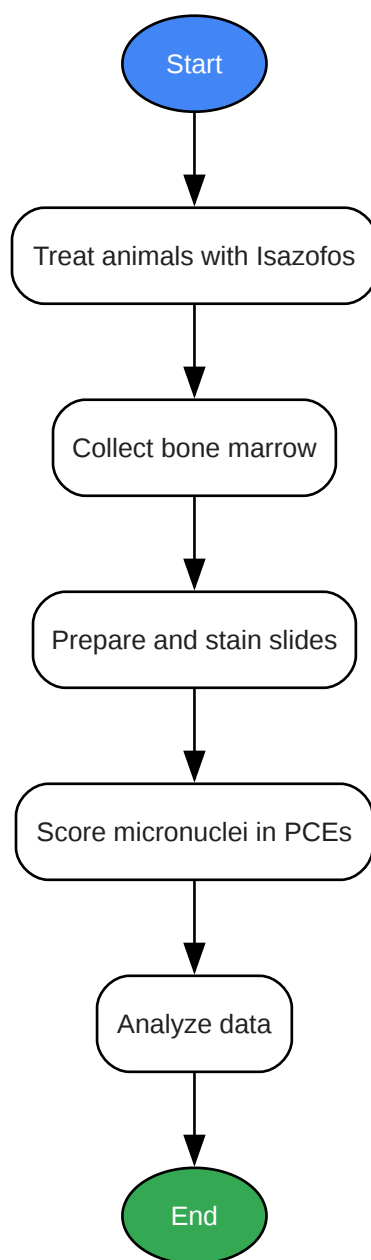 Start
Treat animals with Isazofos
Collect bone marrow
Prepare and stain slides
Score micronuclei in PCEs
Analyze data
End